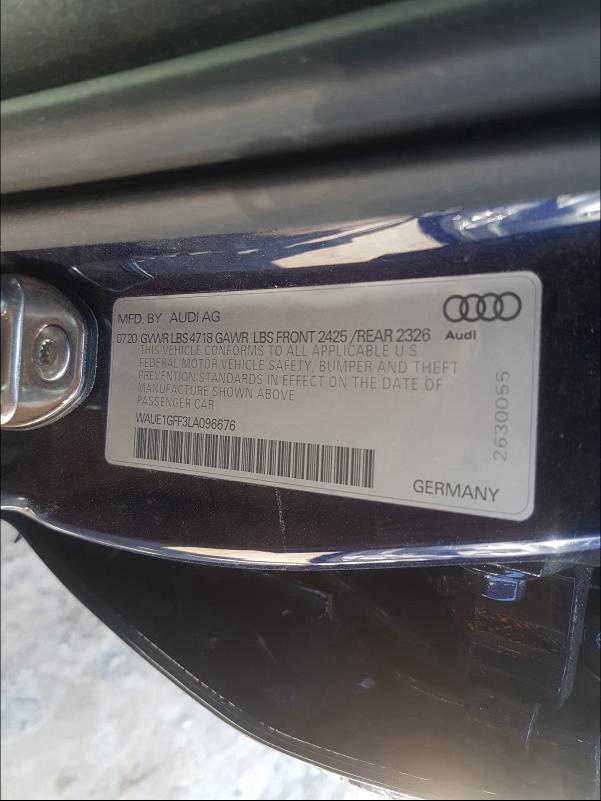 MFD. BY AUDI AG
0720 GVWR LBS 4718 GAWR LBS FRONT 2425 /REAR 2326
THIS VEHICLE CONFORMS TO ALL APPLICABLE U.S
FEDERAL MOTOR VEHICLE SAFETY, BUMPER AND THEFT
PREVENTION STANDARDS IN EFFECT ON THE DATE OF
MANUFACTURE SHOWN ABOVE
PASSENGER CAR
WAUE1GFF3LA096676
GERMANY
Audi
2630055